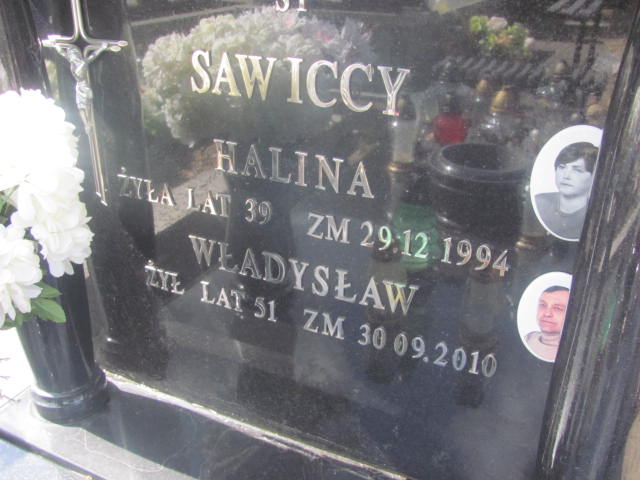 SAWICCY
HALINA
ŻYŁA LAT 39 ZM 29.12.1994
WŁADYSŁAW
ŻYŁ LAT 51 ZM 30 09.2010